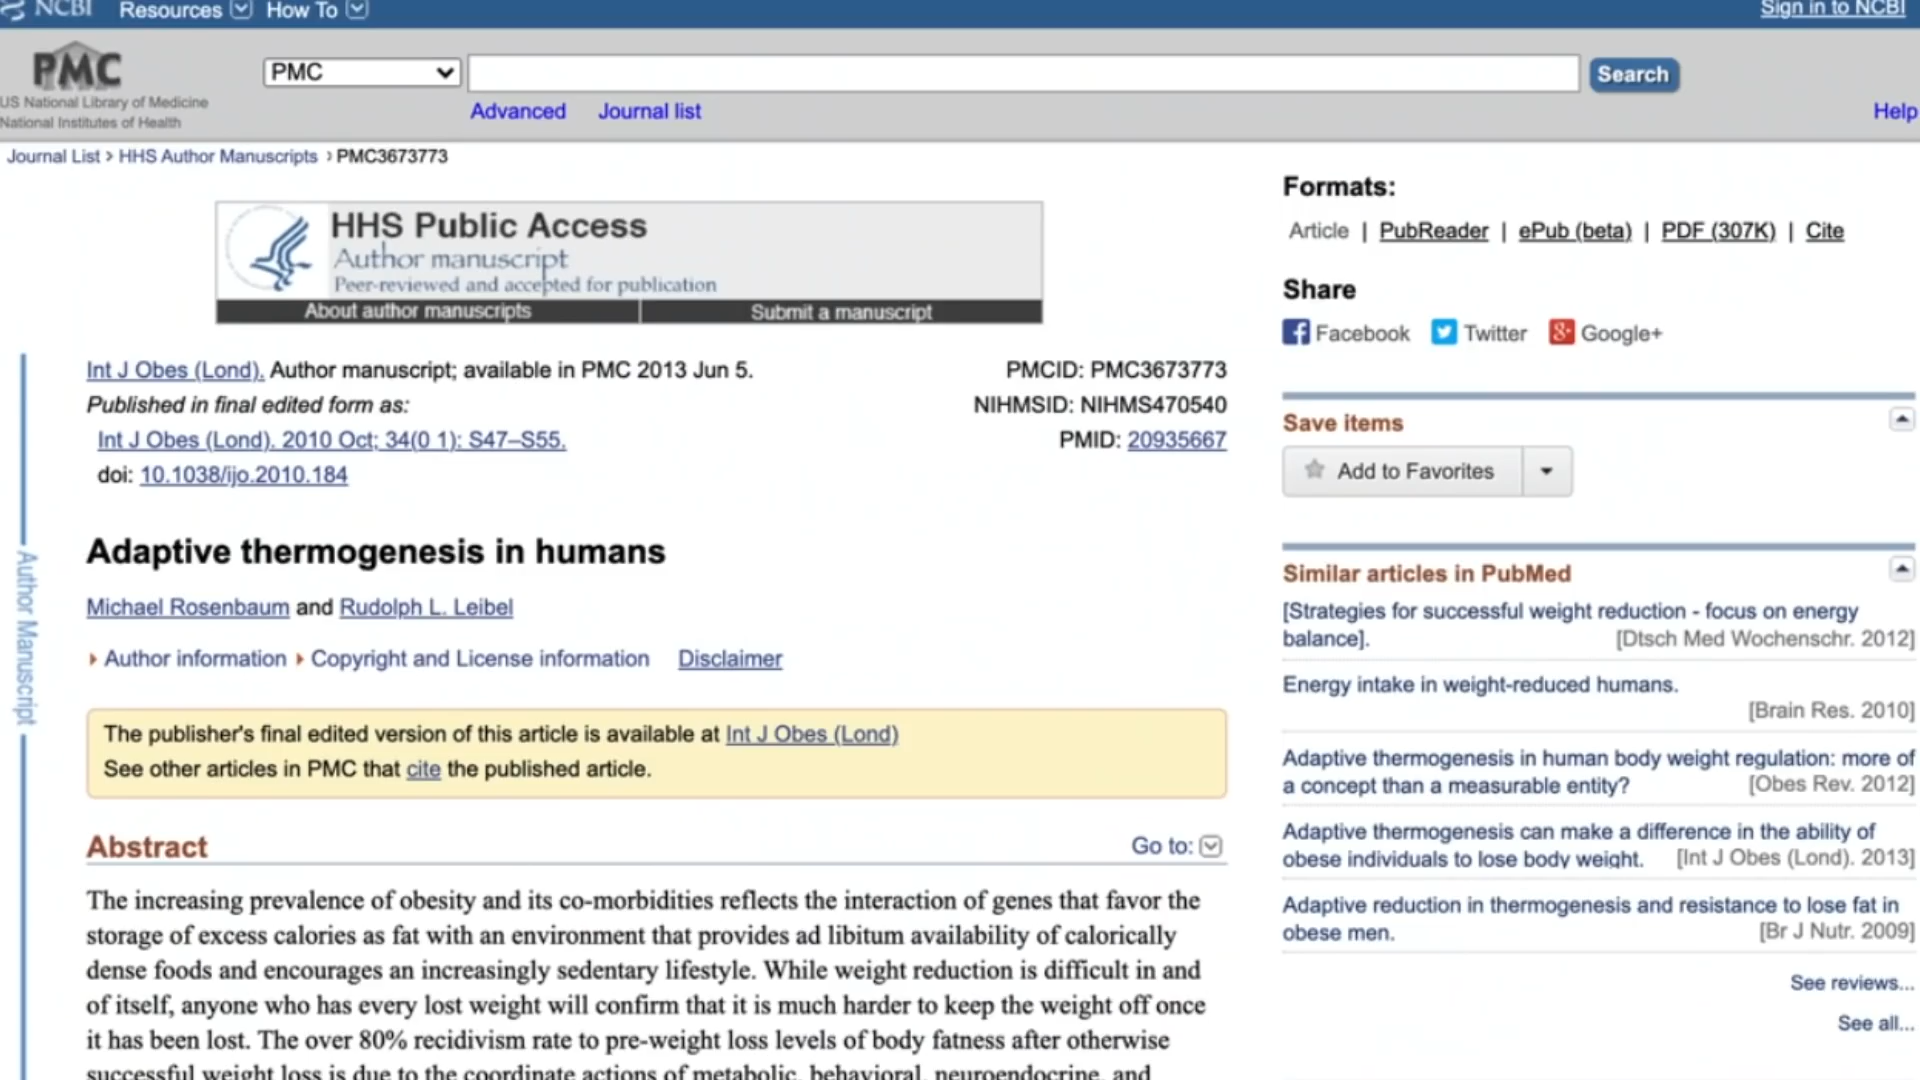 NCBI Resources How To Sign in to NCBI
PMC
US National Library of Medicine
National Institutes of Health
PMC Search
Advanced Journal list Help
Journal List > HHS Author Manuscripts > PMC3673773
HHS Public Access
Author manuscript
Peer-reviewed and accepted for publication
About author manuscripts Submit a manuscript
Int J Obes (Lond). Author manuscript; available in PMC 2013 Jun 5.
Published in final edited form as:
Int J Obes (Lond). 2010 Oct; 34(0 1): S47–S55.
doi: 10.1038/ijo.2010.184
PMCID: PMC3673773
NIHMSID: NIHMS470540
PMID: 20935667
Author Manuscript
Adaptive thermogenesis in humans
Michael Rosenbaum and Rudolph L. Leibel
Author information Copyright and License information Disclaimer
The publisher's final edited version of this article is available at Int J Obes (Lond)
See other articles in PMC that cite the published article.
Abstract Go to:
The increasing prevalence of obesity and its co-morbidities reflects the interaction of genes that favor the
storage of excess calories as fat with an environment that provides ad libitum availability of calorically
dense foods and encourages an increasingly sedentary lifestyle. While weight reduction is difficult in and
of itself, anyone who has every lost weight will confirm that it is much harder to keep the weight off once
it has been lost. The over 80% recidivism rate to pre-weight loss levels of body fatness after otherwise
successful weight loss is due to the coordinate actions of metabolic, behavioral, neuroendocrine, and
Formats:
Article | PubReader | ePub (beta) | PDF (307K) | Cite
Share
Facebook Twitter Google+
Save items
Add to Favorites
Similar articles in PubMed
[Strategies for successful weight reduction - focus on energy
balance]. [Dtsch Med Wochenschr. 2012]
Energy intake in weight-reduced humans.
[Brain Res. 2010]
Adaptive thermogenesis in human body weight regulation: more of
a concept than a measurable entity? [Obes Rev. 2012]
Adaptive thermogenesis can make a difference in the ability of
obese individuals to lose body weight. [Int J Obes (Lond). 2013]
Adaptive reduction in thermogenesis and resistance to lose fat in
obese men. [Br J Nutr. 2009]
See reviews...
See all...